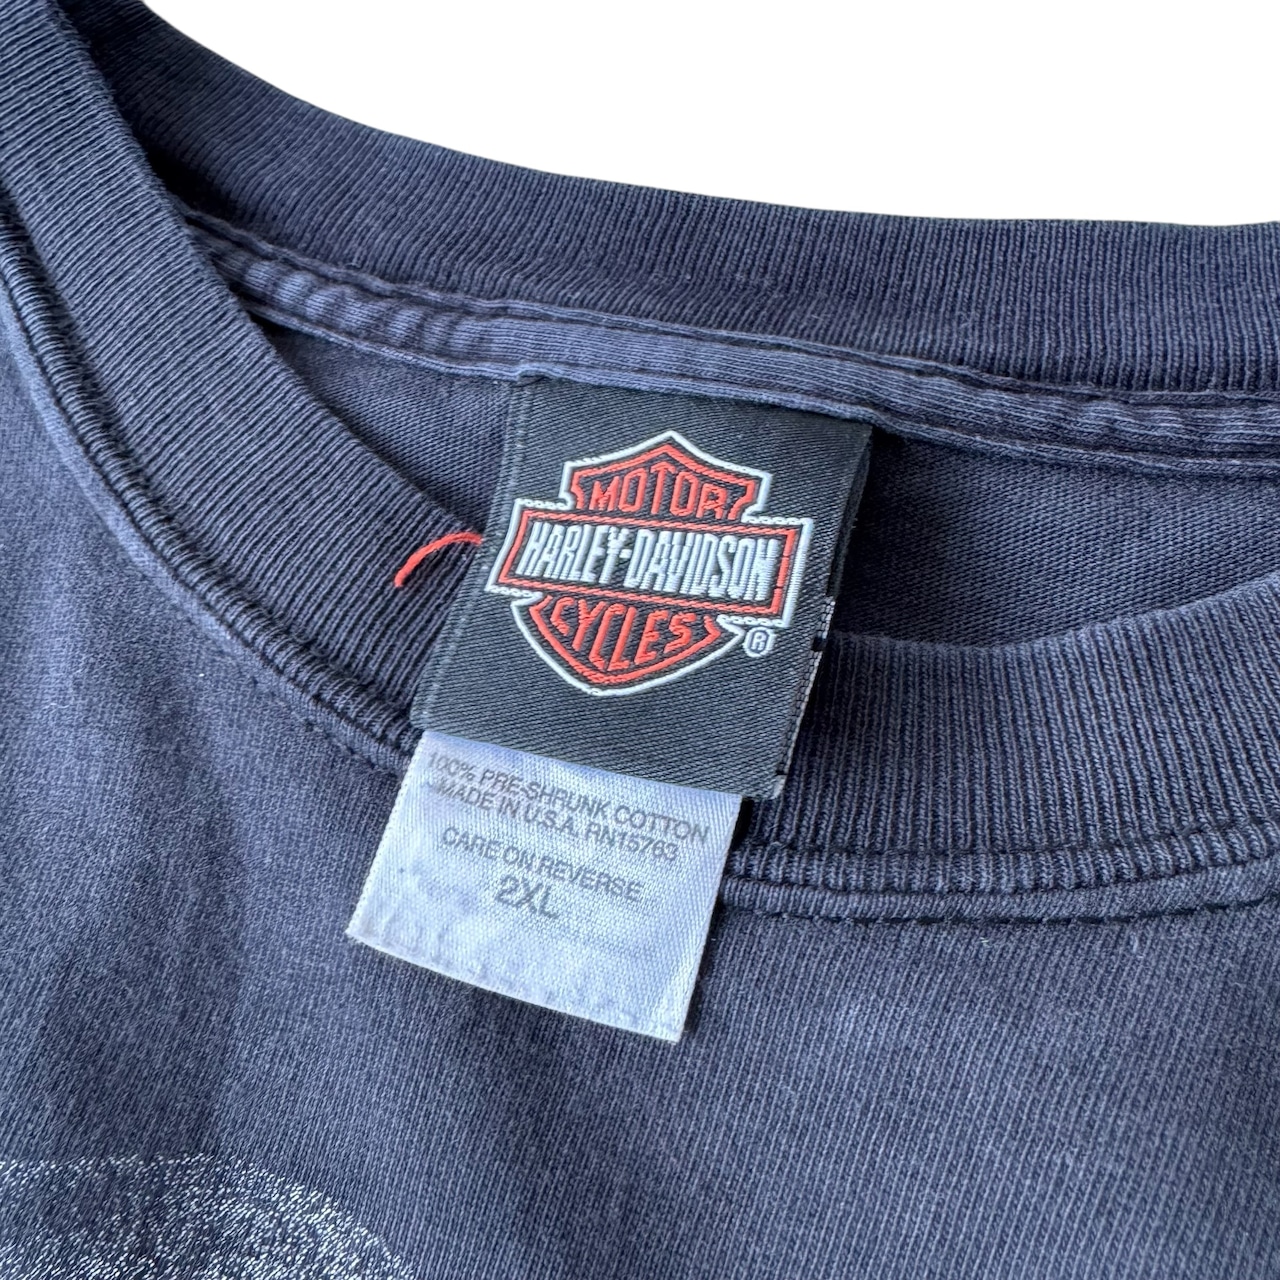 MOTOR
HARLEY-DAVIDSON
CYCLES
®
100% PRE-SHRUNK COTTON
MADE IN U.S.A. RN15763
CARE ON REVERSE
2XL